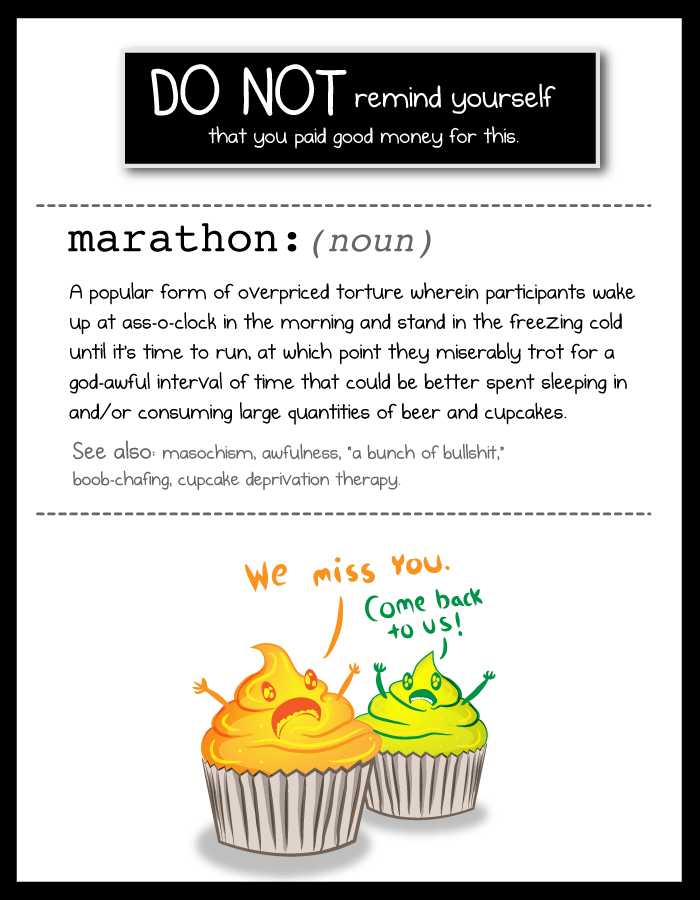 DO NOT remind yourself
that you paid good money for this.
marathon: (noun)
A popular form of overpriced torture wherein participants wake
up at ass-o-clock in the morning and stand in the freezing cold
until it's time to run, at which point they miserably trot for a
god-awful interval of time that could be better spent sleeping in
and/or consuming large quantities of beer and cupcakes.
See also: masochism, awfulness, "a bunch of bullshit,"
boob-chafing, cupcake deprivation therapy.
We miss you.
Come back
to us!